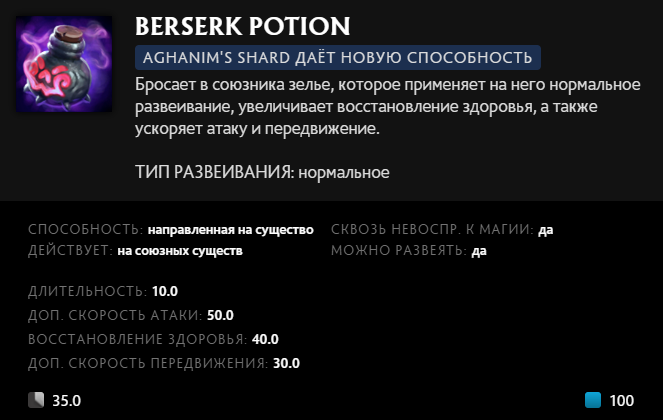 BERSERK POTION
AGHANIM'S SHARD ДАЁТ НОВУЮ СПОСОБНОСТЬ
Бросает в союзника зелье, которое применяет на него нормальное
развеивание, увеличивает восстановление здоровья, а также
ускоряет атаку и передвижение.
ТИП РАЗВЕИВАНИЯ: нормальное
СПОСОБНОСТЬ: направленная на существо
СКВОЗЬ НЕВОСПР. К МАГИИ: да
ДЕЙСТВУЕТ: на союзных существ
МОЖНО РАЗВЕЯТЬ: да
ДЛИТЕЛЬНОСТЬ: 10.0
ДОП. СКОРОСТЬ АТАКИ: 50.0
ВОССТАНОВЛЕНИЕ ЗДОРОВЬЯ: 40.0
ДОП. СКОРОСТЬ ПЕРЕДВИЖЕНИЯ: 30.0
35.0
100